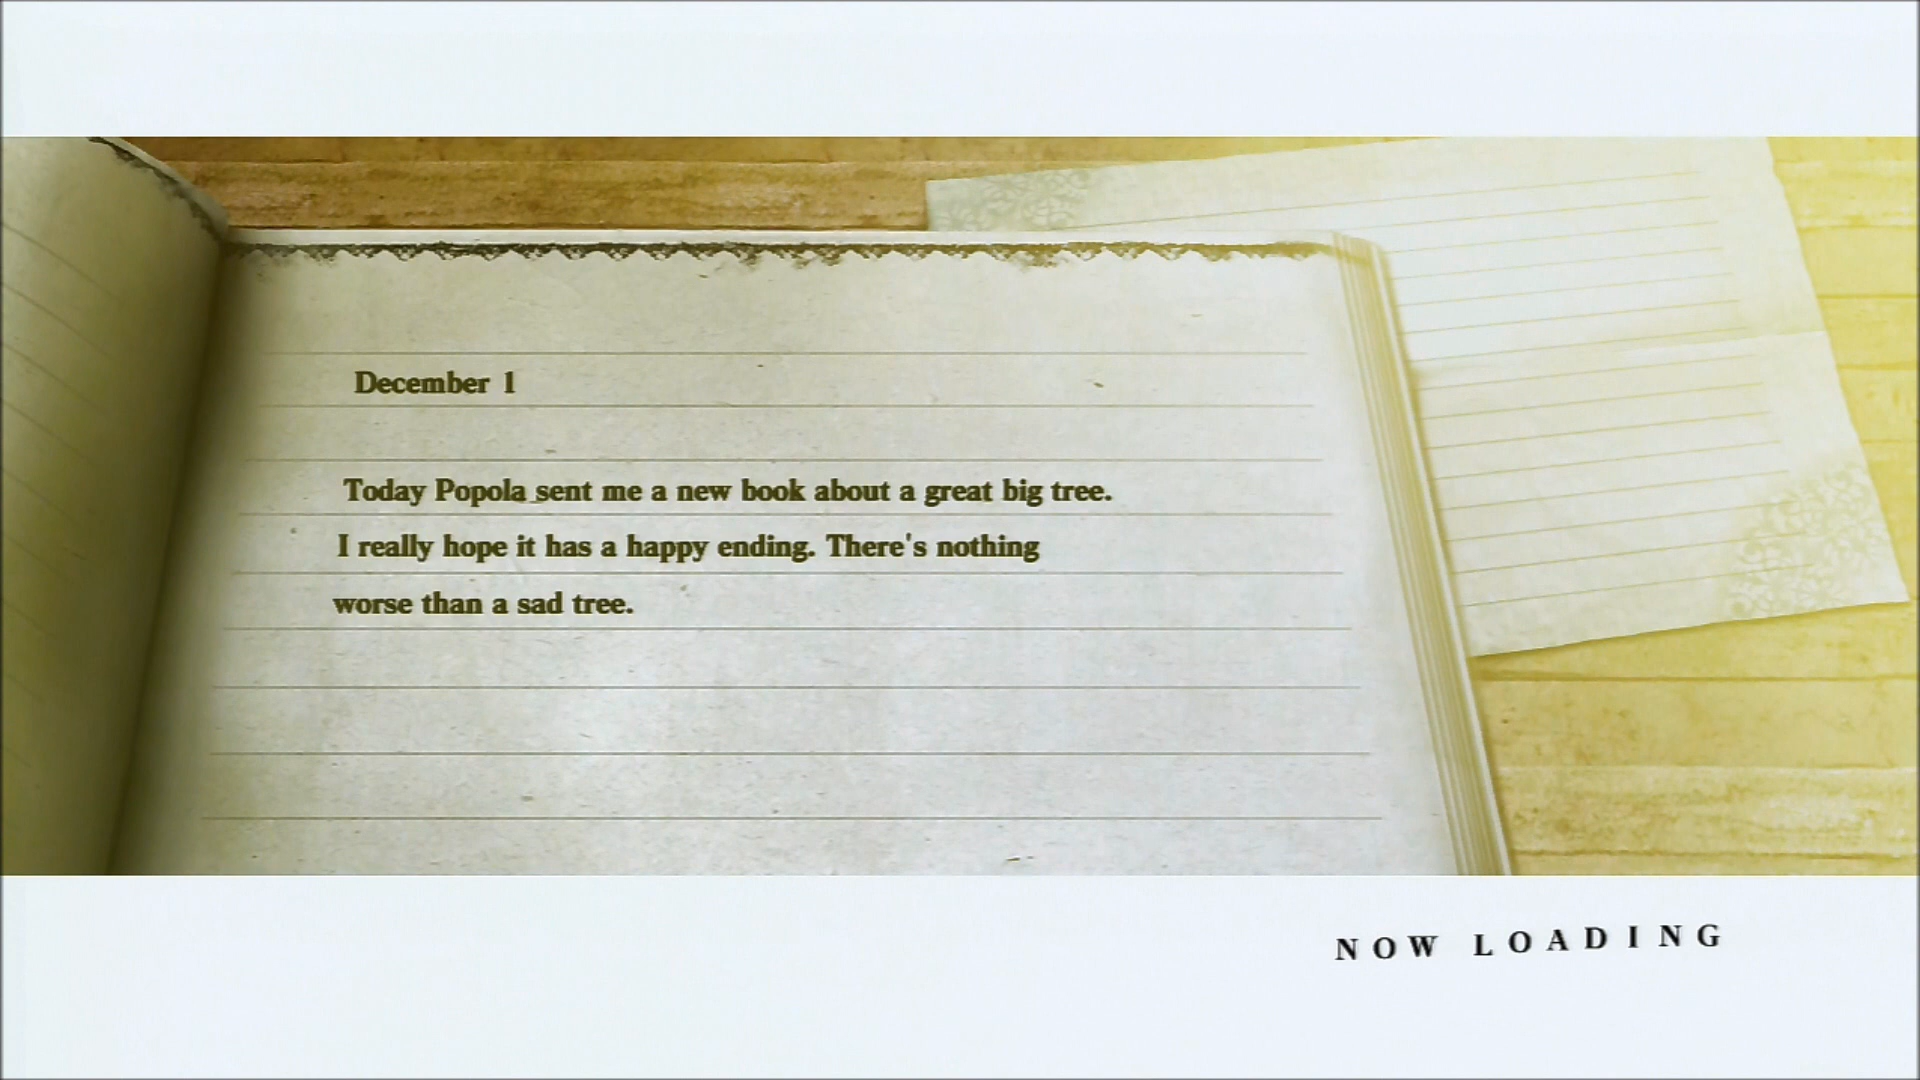 December 1
Today Popola sent me a new book about a great big tree.
I really hope it has a happy ending. There's nothing
worse than a sad tree.
NOW LOADING